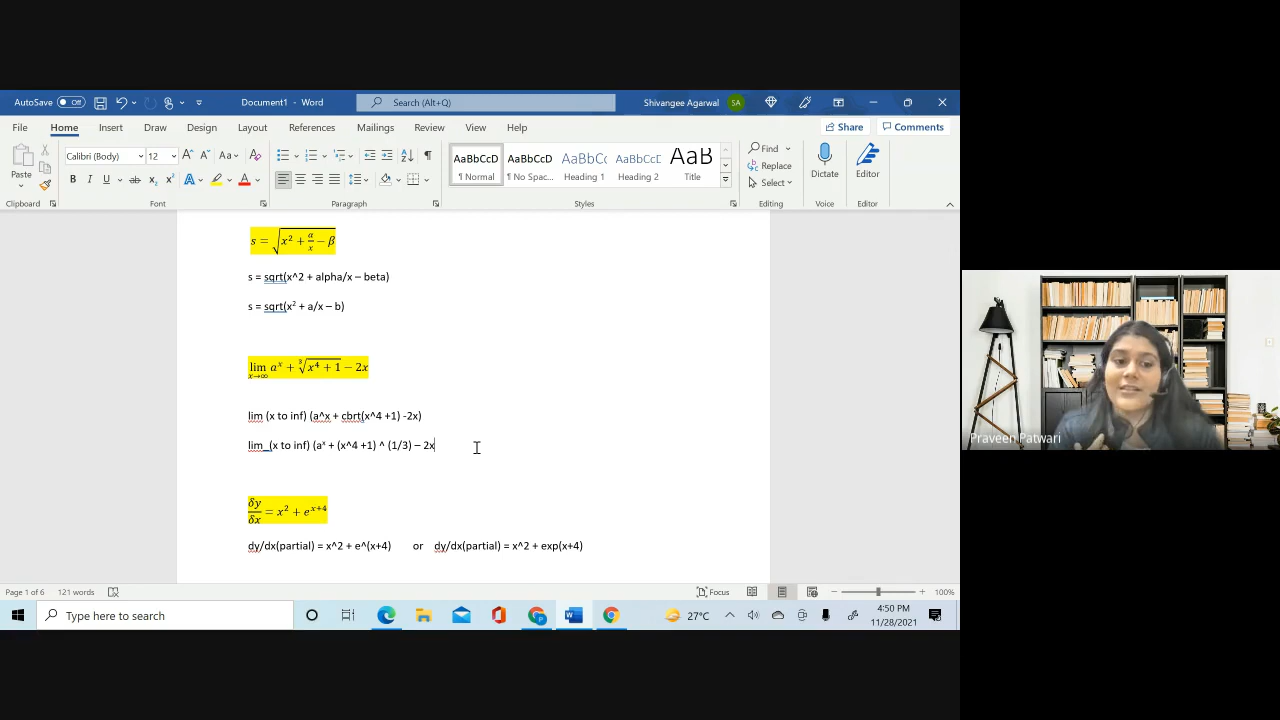 AutoSave Off Document1 - Word Search (Alt+Q) Shivangee Agarwal SA
File Home Insert Draw Design Layout References Mailings Review View Help Share Comments
Calibri (Body) 12 Aa AaBbCcD AaBbCcD AaBbCc AaBbCcD AaB Find
Replace
Paste B I U ab x₂ x² A A ¶ Normal ¶ No Spac... Heading 1 Heading 2 Title Select Dictate Editor
Clipboard Font Paragraph Styles Editing Voice Editor
s = √(x² + α/x − β)
s = sqrt(x^2 + alpha/x – beta)
s = sqrt(x² + a/x – b)
lim x→∞ aˣ + ∛(x⁴ + 1) − 2x
lim (x to inf) (a^x + cbrt(x^4 +1) -2x)
lim_(x to inf) (aˣ + (x^4 +1) ^ (1/3) – 2x
δy/δx = x² + eˣ⁺⁴
dy/dx(partial) = x^2 + e^(x+4) or dy/dx(partial) = x^2 + exp(x+4)
Praveen Patwari
Page 1 of 6 121 words Focus 100%
Type here to search 27°C 4:50 PM
11/28/2021